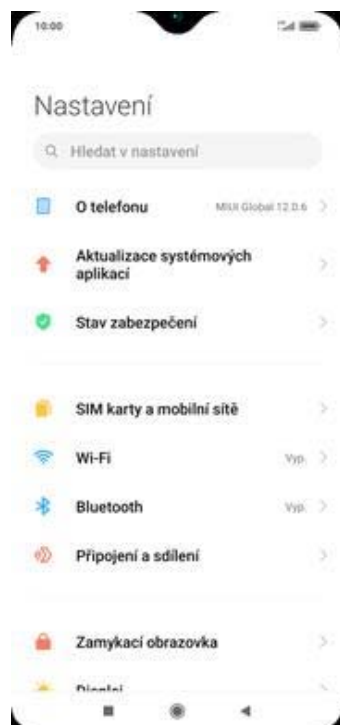 10:00
Nastavení
Hledat v nastavení
O telefonu MIUI Global 12.0.6
Aktualizace systémových
aplikací
Stav zabezpečení
SIM karty a mobilní sítě
Wi-Fi Vyp.
Bluetooth Vyp.
Připojení a sdílení
Zamykací obrazovka
Displej